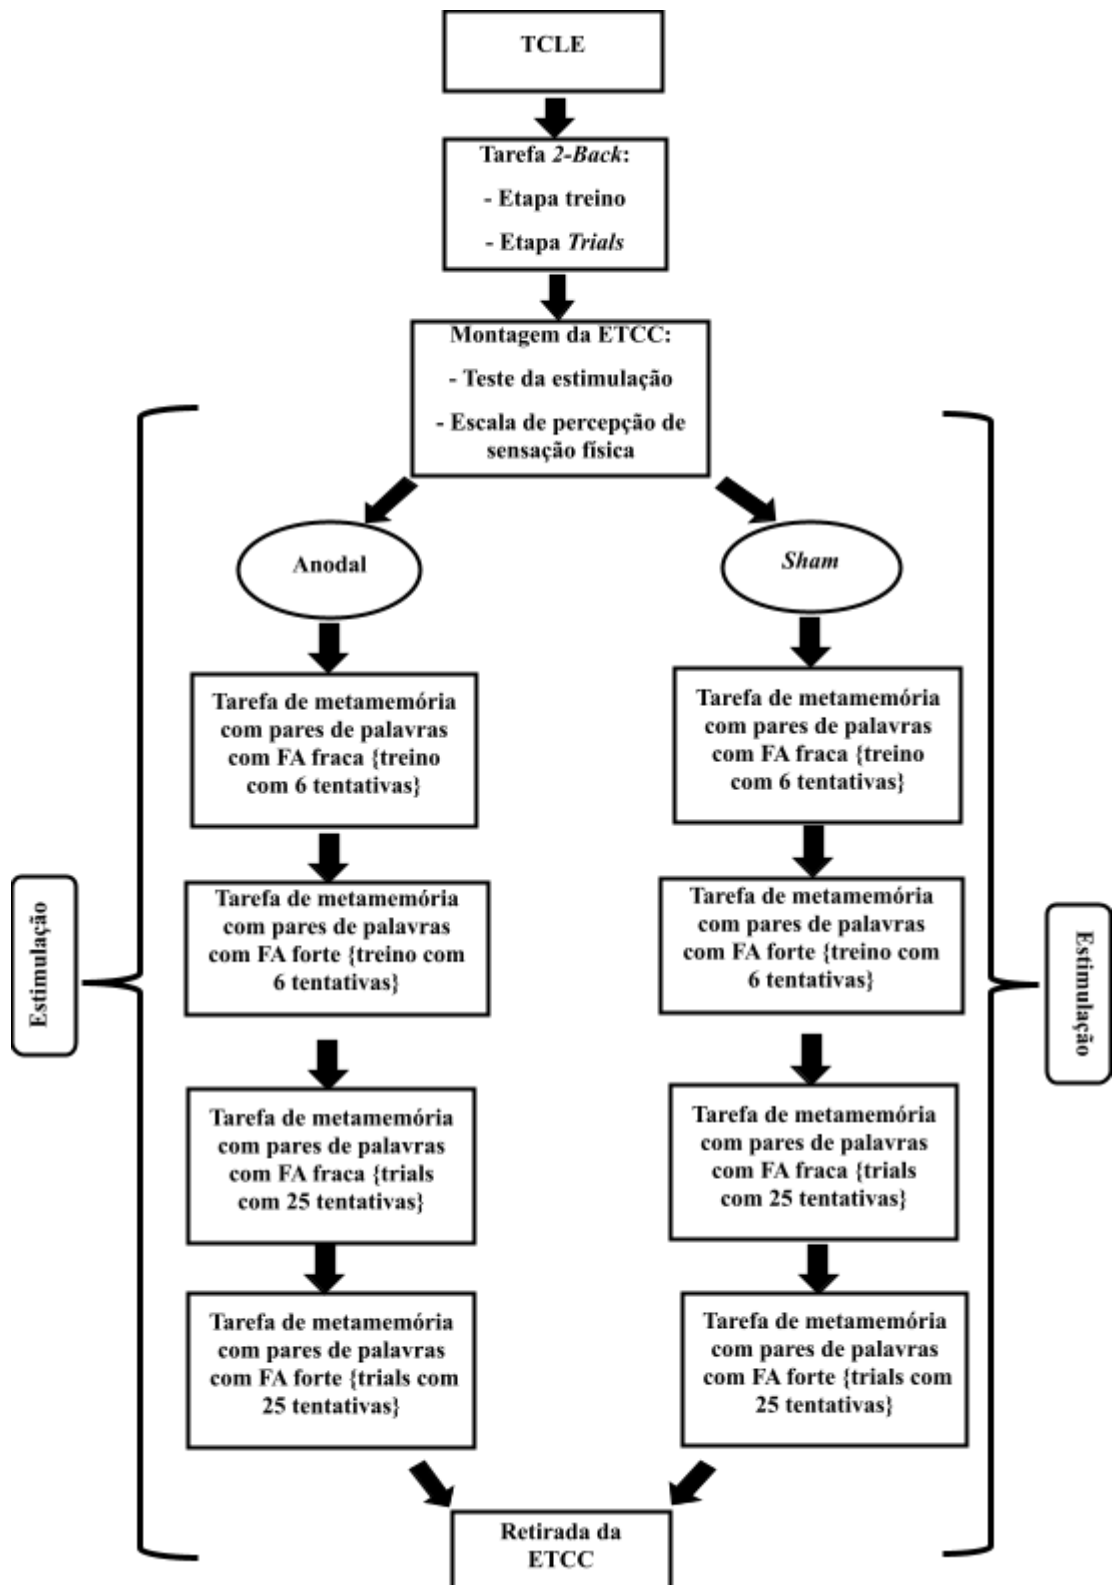 TCLE
Tarefa 2-Back:
- Etapa treino
- Etapa Trials
Montagem da ETCC:
- Teste da estimulação
- Escala de percepção de
sensação física
Anodal
Tarefa de metamemória
com pares de palavras
com FA fraca {treino
com 6 tentativas}
Tarefa de metamemória
com pares de palavras
com FA forte {treino com
6 tentativas}
Tarefa de metamemória
com pares de palavras
com FA fraca {trials
com 25 tentativas}
Tarefa de metamemória
com pares de palavras
com FA forte {trials com
25 tentativas}
Sham
Tarefa de metamemória
com pares de palavras
com FA fraca {treino
com 6 tentativas}
Tarefa de metamemória
com pares de palavras
com FA forte {treino com
6 tentativas}
Tarefa de metamemória
com pares de palavras
com FA fraca {trials
com 25 tentativas}
Tarefa de metamemória
com pares de palavras
com FA forte {trials com
25 tentativas}
Estimulação
Estimulação
Retirada da
ETCC